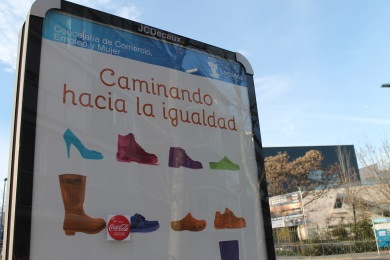 JCDecaux
Concejalía de Comercio,
Empleo y Mujer
Caminando
hacia la igualdad
Coca-Cola